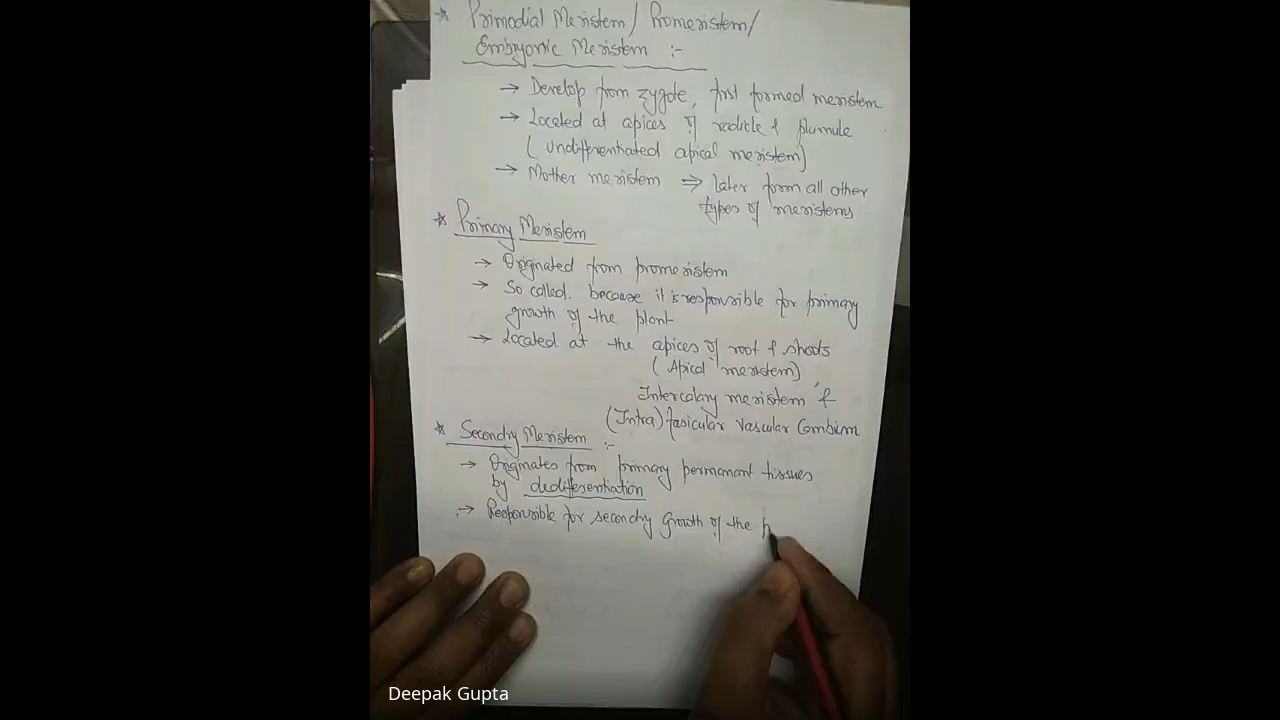 * Primodial Meristem / Promeristem /
Embryonic Meristem :-
→ Develop from zygote, first formed meristem
→ Located at apices of radicle & plumule
( undifferentiated apical meristem)
→ Mother meristem ⇒ Later form all other
types of meristems
* Primary Meristem
→ Originated from promeristem
→ So called. because it is responsible for primary
growth of the plant
→ Located at the apices of root & shoots
( Apical meristem) ,
Intercalary meristem &
(Intra) fasicular vascular Cambium
* Secondry Meristem :-
→ Originates from primary permanant tissues
by dedifferentiation
→ Responsible for secondry growth of the p
Deepak Gupta